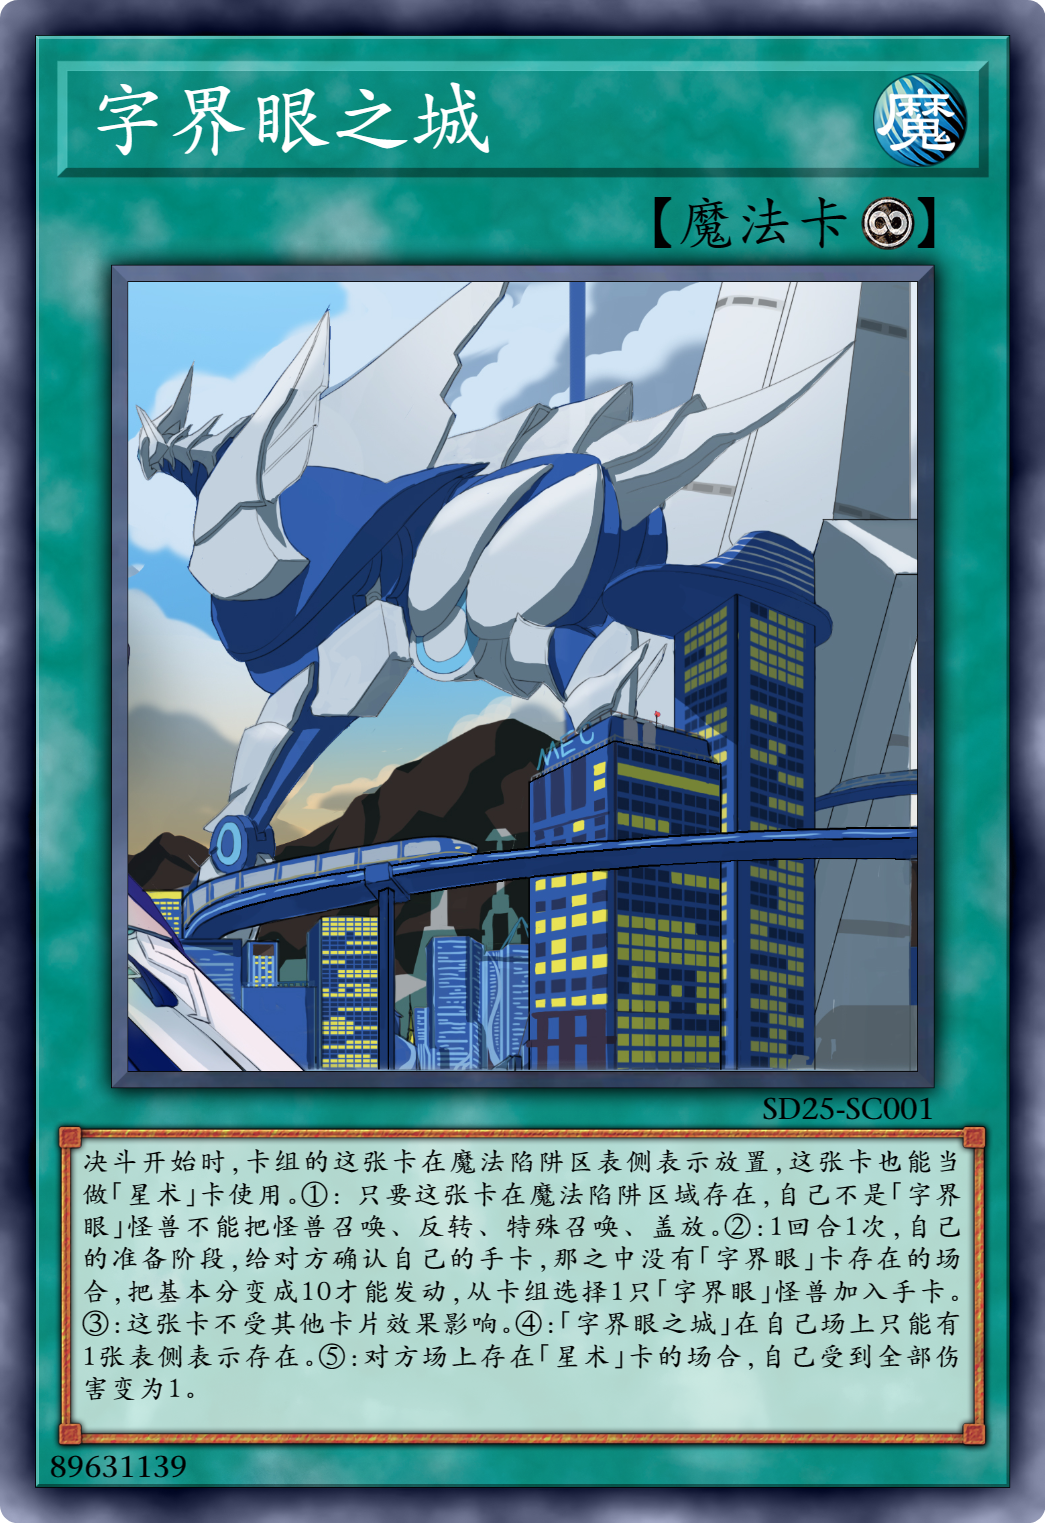 字界眼之城
魔
【魔法卡】
MEC
SD25-SC001
决斗开始时,卡组的这张卡在魔法陷阱区表侧表示放置,这张卡也能当
做「星术」卡使用。①: 只要这张卡在魔法陷阱区域存在,自己不是「字界
眼」怪兽不能把怪兽召唤、反转、特殊召唤、盖放。②:1回合1次,自己
的准备阶段,给对方确认自己的手卡,那之中没有「字界眼」卡存在的场
合,把基本分变成10才能发动,从卡组选择1只「字界眼」怪兽加入手卡。
③:这张卡不受其他卡片效果影响。④:「字界眼之城」在自己场上只能有
1张表侧表示存在。⑤:对方场上存在「星术」卡的场合,自己受到全部伤
害变为1。
89631139